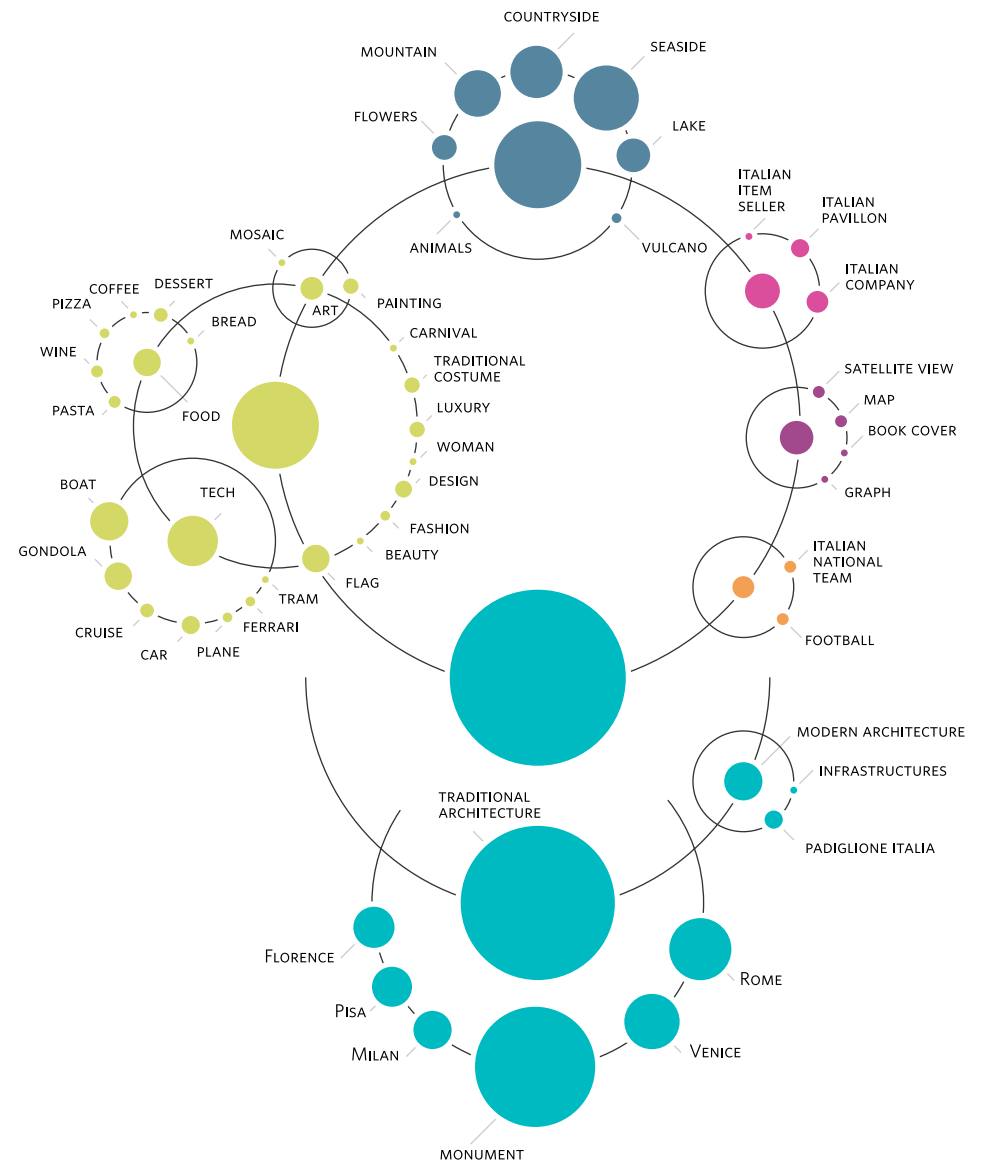 COUNTRYSIDE
MOUNTAIN
SEASIDE
FLOWERS
LAKE
ANIMALS
VULCANO
ITALIAN
ITEM
SELLER
ITALIAN
PAVILLON
ITALIAN
COMPANY
MOSAIC
ART
PAINTING
COFFEE
DESSERT
PIZZA
BREAD
WINE
PASTA
FOOD
CARNIVAL
TRADITIONAL
COSTUME
LUXURY
WOMAN
DESIGN
FASHION
BEAUTY
FLAG
SATELLITE VIEW
MAP
BOOK COVER
GRAPH
BOAT
TECH
GONDOLA
CRUISE
CAR
PLANE
FERRARI
TRAM
ITALIAN
NATIONAL
TEAM
FOOTBALL
MODERN ARCHITECTURE
INFRASTRUCTURES
PADIGLIONE ITALIA
TRADITIONAL
ARCHITECTURE
FLORENCE
PISA
MILAN
ROME
VENICE
MONUMENT